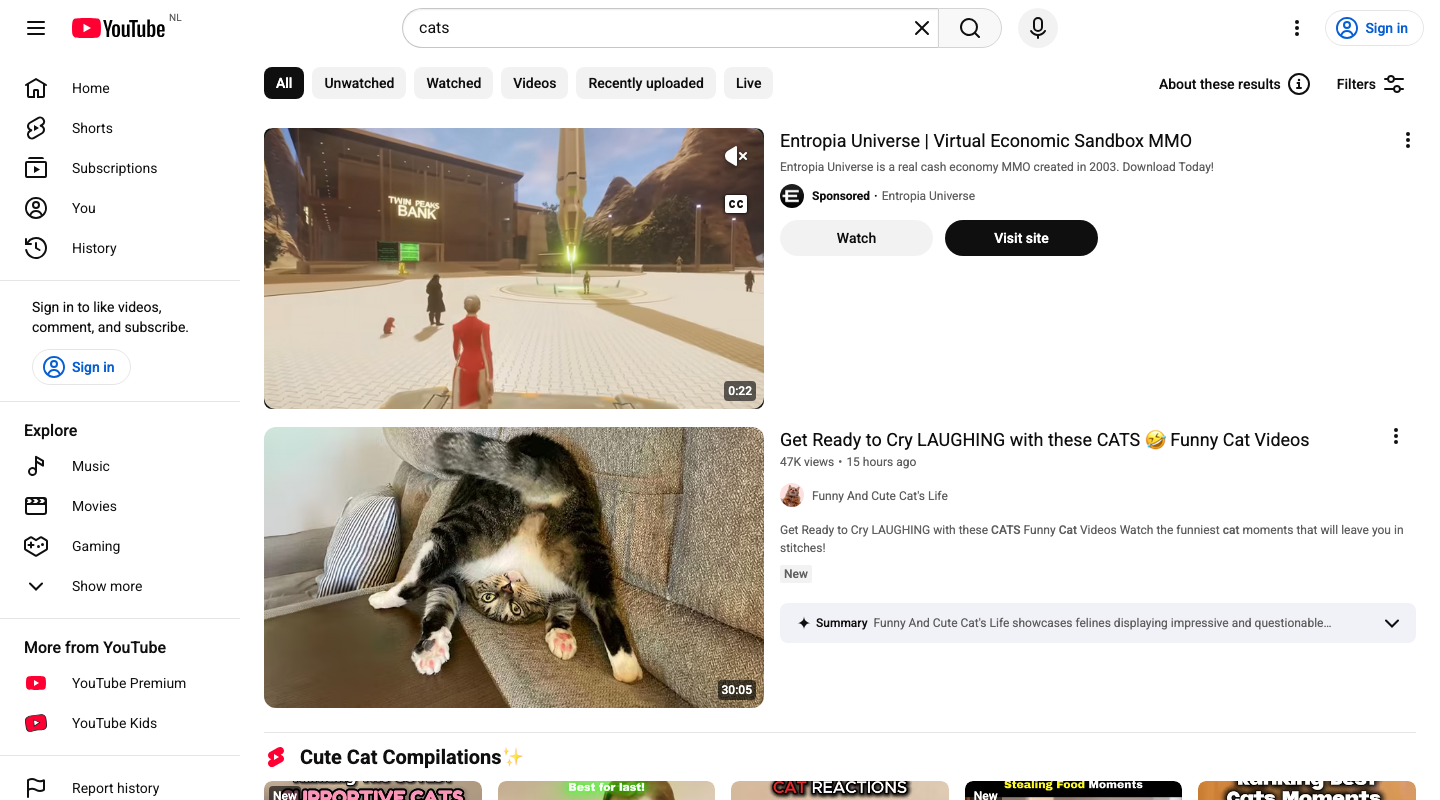 YouTube NL
cats
Sign in
Home
Shorts
Subscriptions
You
History
Sign in to like videos,
comment, and subscribe.
Sign in
Explore
Music
Movies
Gaming
Show more
More from YouTube
YouTube Premium
YouTube Kids
Report history
All Unwatched Watched Videos Recently uploaded Live
About these results Filters
TWIN PEAKS
BANK
CC
0:22
Entropia Universe | Virtual Economic Sandbox MMO
Entropia Universe is a real cash economy MMO created in 2003. Download Today!
Sponsored · Entropia Universe
Watch Visit site
30:05
Get Ready to Cry LAUGHING with these CATS 🤣 Funny Cat Videos
47K views • 15 hours ago
Funny And Cute Cat's Life
Get Ready to Cry LAUGHING with these CATS Funny Cat Videos Watch the funniest cat moments that will leave you in
stitches!
New
Summary Funny And Cute Cat's Life showcases felines displaying impressive and questionable...
Cute Cat Compilations✨
New
Best for last!
CAT REACTIONS
Stealing Food Moments
New
Ranking Best
Cats Moments